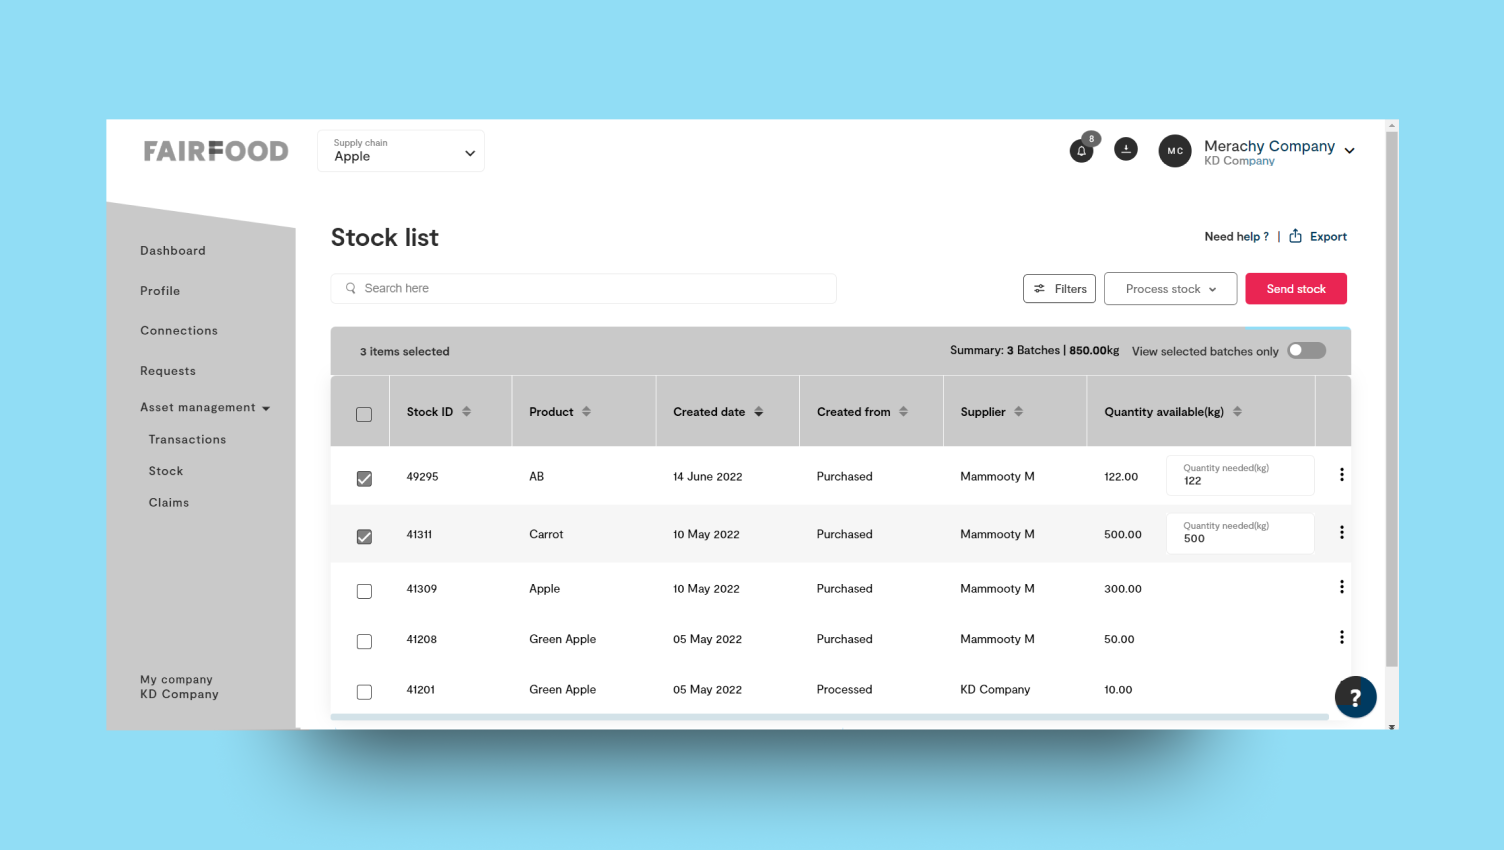 FAIRFOOD
Supply chain
Apple
8
MC
Merachy Company
KD Company
Dashboard
Profile
Connections
Requests
Asset management
Transactions
Stock
Claims
My company
KD Company
Stock list
Need help ? | Export
Search here
Filters
Process stock
Send stock
3 items selected
Summary: 3 Batches | 850.00kg View selected batches only
Stock ID Product Created date Created from Supplier Quantity available(kg)
49295 AB 14 June 2022 Purchased Mammooty M 122.00 Quantity needed(kg)
122
41311 Carrot 10 May 2022 Purchased Mammooty M 500.00 Quantity needed(kg)
500
41309 Apple 10 May 2022 Purchased Mammooty M 300.00
41208 Green Apple 05 May 2022 Purchased Mammooty M 50.00
41201 Green Apple 05 May 2022 Processed KD Company 10.00
?